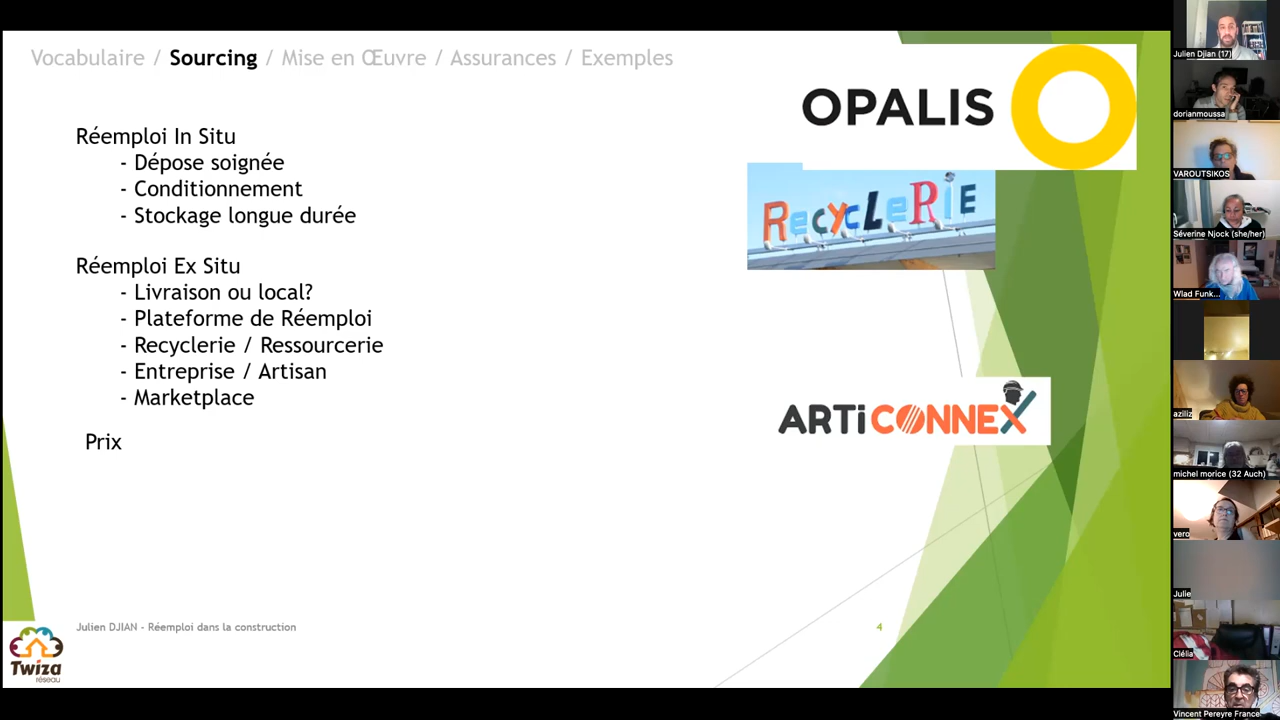 Vocabulaire / Sourcing / Mise en Œuvre / Assurances / Exemples
OPALIS
RecycLeRiE
Réemploi In Situ
- Dépose soignée
- Conditionnement
- Stockage longue durée
Réemploi Ex Situ
- Livraison ou local?
- Plateforme de Réemploi
- Recyclerie / Ressourcerie
- Entreprise / Artisan
- Marketplace
ARTiCONNEX
Prix
Julien DJIAN - Réemploi dans la construction
4
Twiza
réseau
Julien Djian (17)
dorianmoussa
VAROUTSIKOS
Séverine Njock (she/her)
Wlad Funk...
aziliz
michel morice (32 Auch)
vero
Julie
Clélia
Vincent Pereyre France